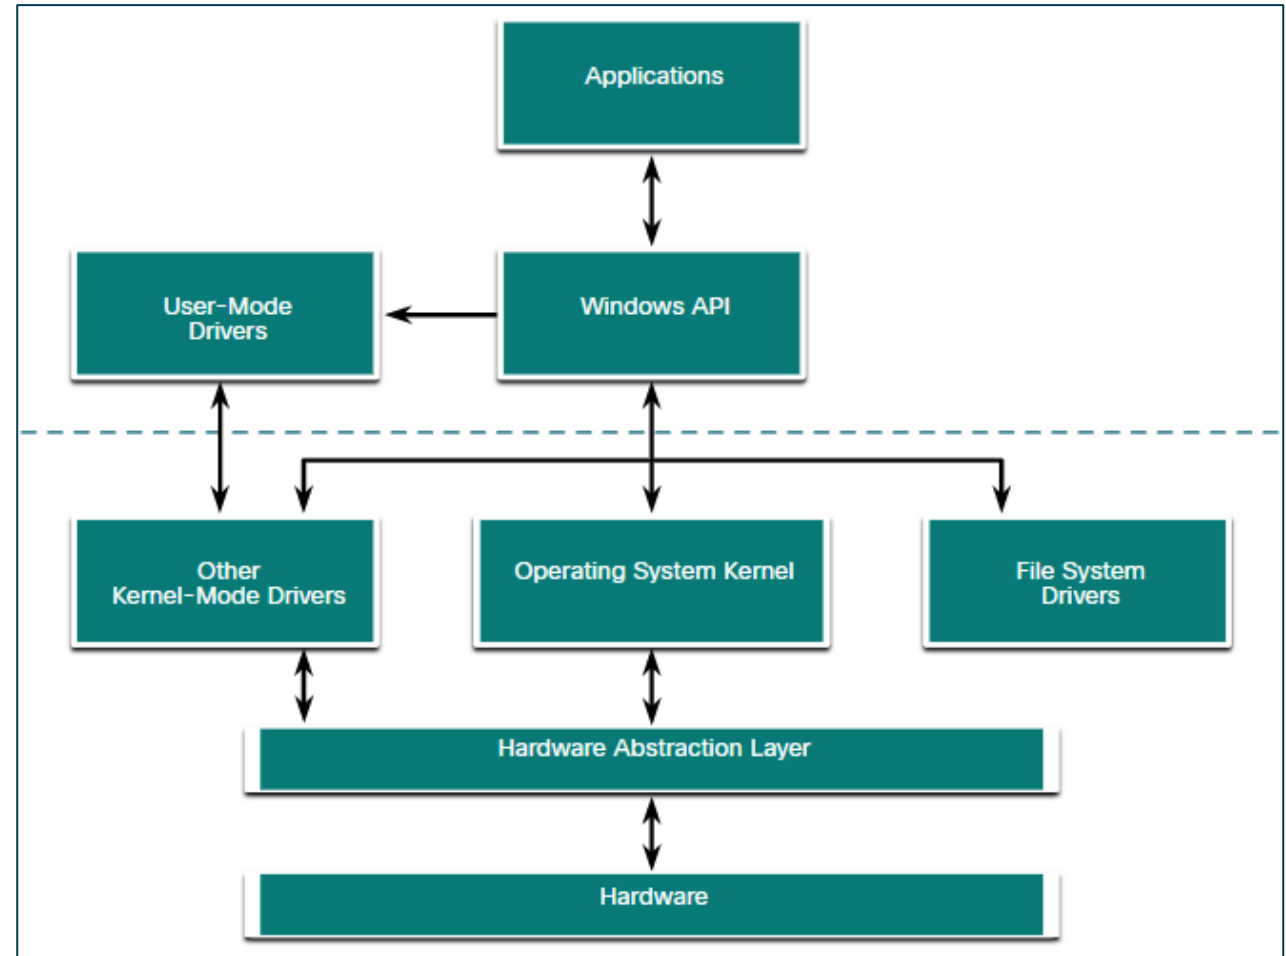 Applications
User-Mode
Drivers
Windows API
Other
Kernel-Mode Drivers
Operating System Kernel
File System
Drivers
Hardware Abstraction Layer
Hardware